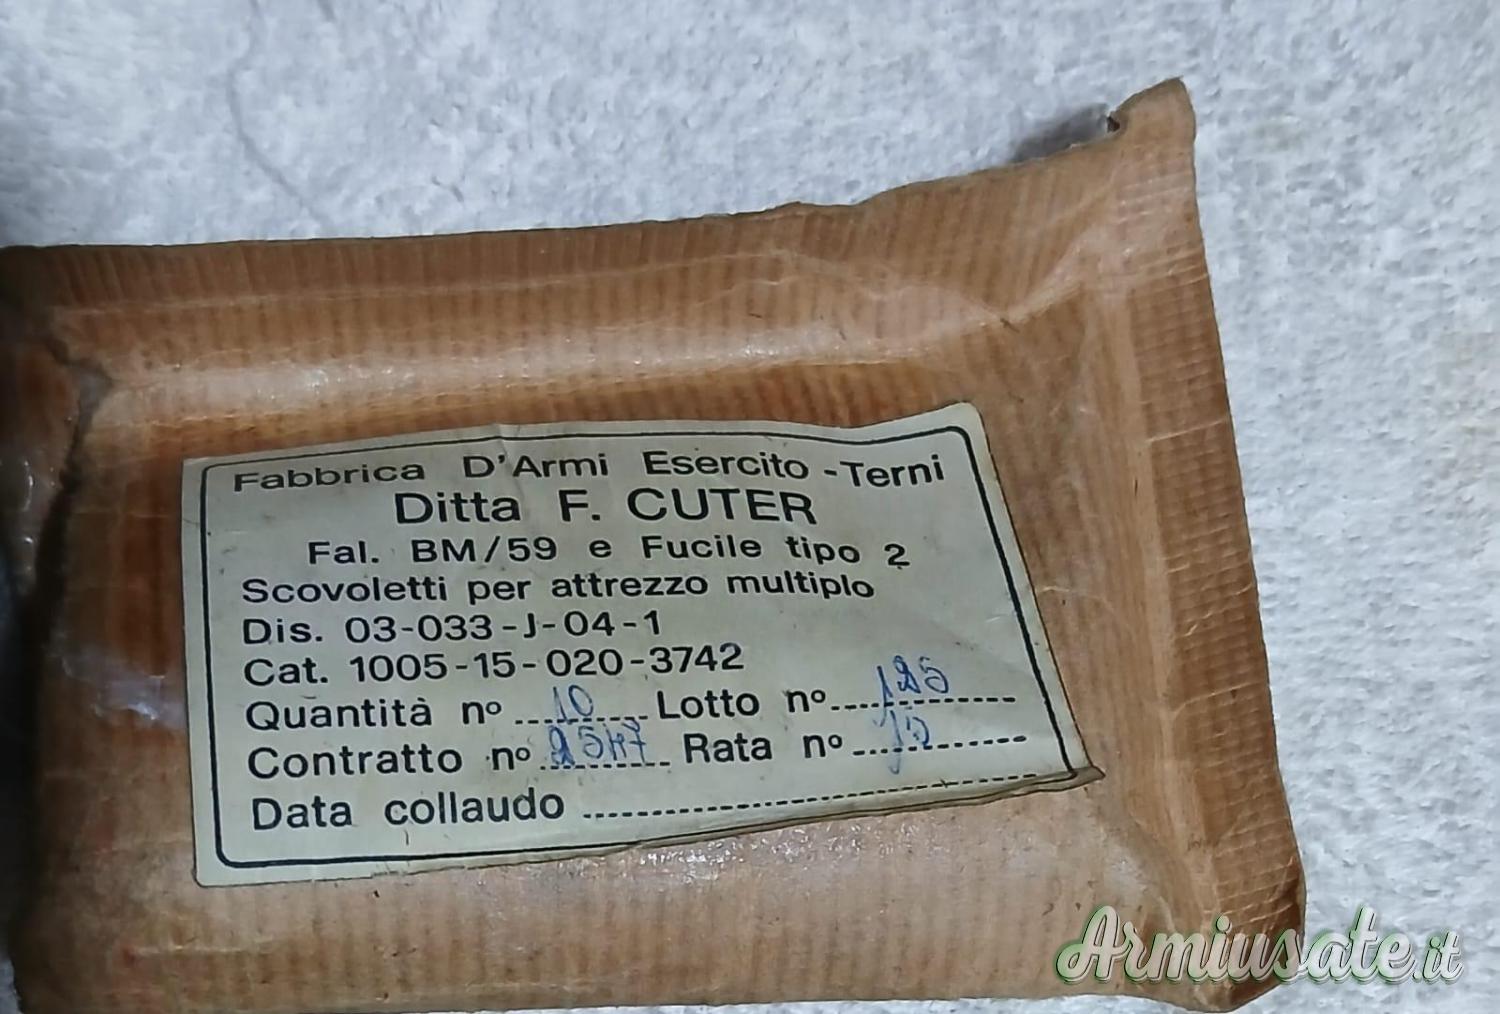 Fabbrica D'Armi Esercito - Terni
Ditta F. CUTER
Fal. BM/59 e Fucile tipo 2
Scovoletti per attrezzo multiplo
Dis. 03-033-J-04-1
Cat. 1005-15-020-3742
Quantità nº 10 Lotto nº 125
Contratto nº Rata nº
Data collaudo
Armiusate.it